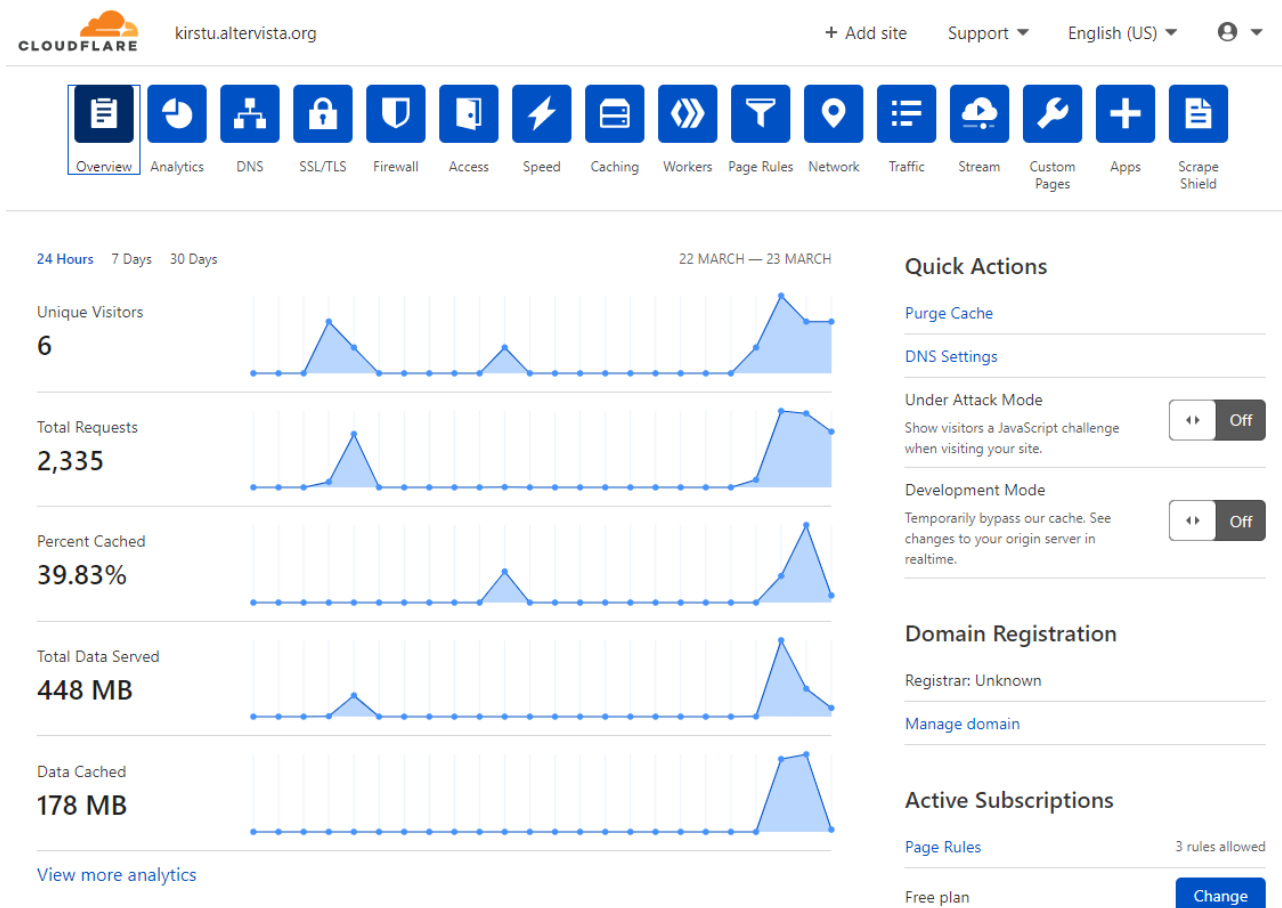 CLOUDFLARE
kirstu.altervista.org
+ Add site
Support
English (US)
Overview
Analytics
DNS
SSL/TLS
Firewall
Access
Speed
Caching
Workers
Page Rules
Network
Traffic
Stream
Custom
Pages
Apps
Scrape
Shield
24 Hours 7 Days 30 Days
22 MARCH — 23 MARCH
Unique Visitors
6
Total Requests
2,335
Percent Cached
39.83%
Total Data Served
448 MB
Data Cached
178 MB
View more analytics
Quick Actions
Purge Cache
DNS Settings
Under Attack Mode
Show visitors a JavaScript challenge
when visiting your site.
Off
Development Mode
Temporarily bypass our cache. See
changes to your origin server in
realtime.
Off
Domain Registration
Registrar: Unknown
Manage domain
Active Subscriptions
Page Rules
3 rules allowed
Free plan
Change